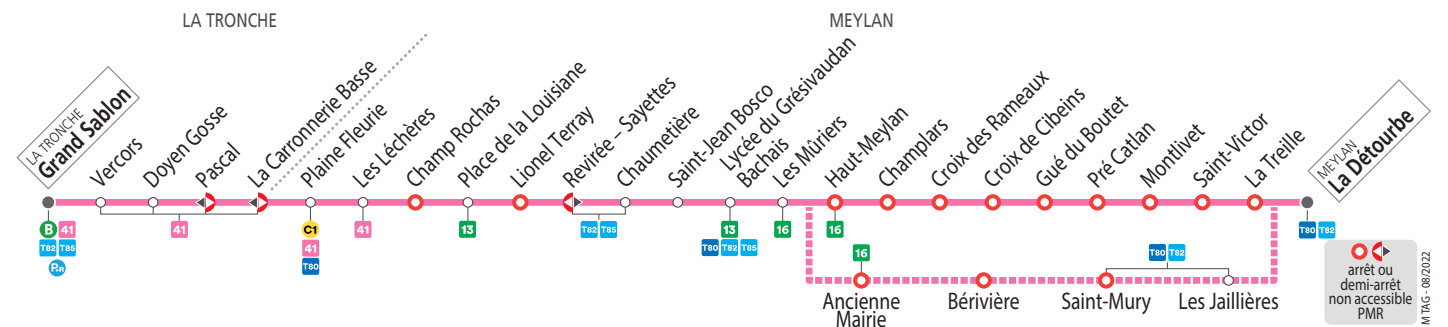 LA TRONCHE
MEYLAN
LA TRONCHE
Grand Sablon
Vercors
Doyen Gosse
Pascal
La Carronnerie Basse
Plaine Fleurie
Les Léchères
Champ Rochas
Place de la Louisiane
Lionel Terray
Revirée – Sayettes
Chaumetière
Saint-Jean Bosco
Lycée du Grésivaudan
Bachais
Les Mûriers
Haut-Meylan
Champlars
Croix des Rameaux
Croix de Cibeins
Gué du Boutet
Pré Catlan
Montlivet
Saint-Victor
La Treille
MEYLAN
La Détourbe
B 41
T82 T85
P+R
41
C1
41
T80
41
13
T82 T85
13
T80 T82 T85
16
16
T80 T82
16
T80 T82
Ancienne
Mairie
Bérivière
Saint-Mury
Les Jaillières
arrêt ou
demi-arrêt
non accessible
PMR
M TAG - 08/2022